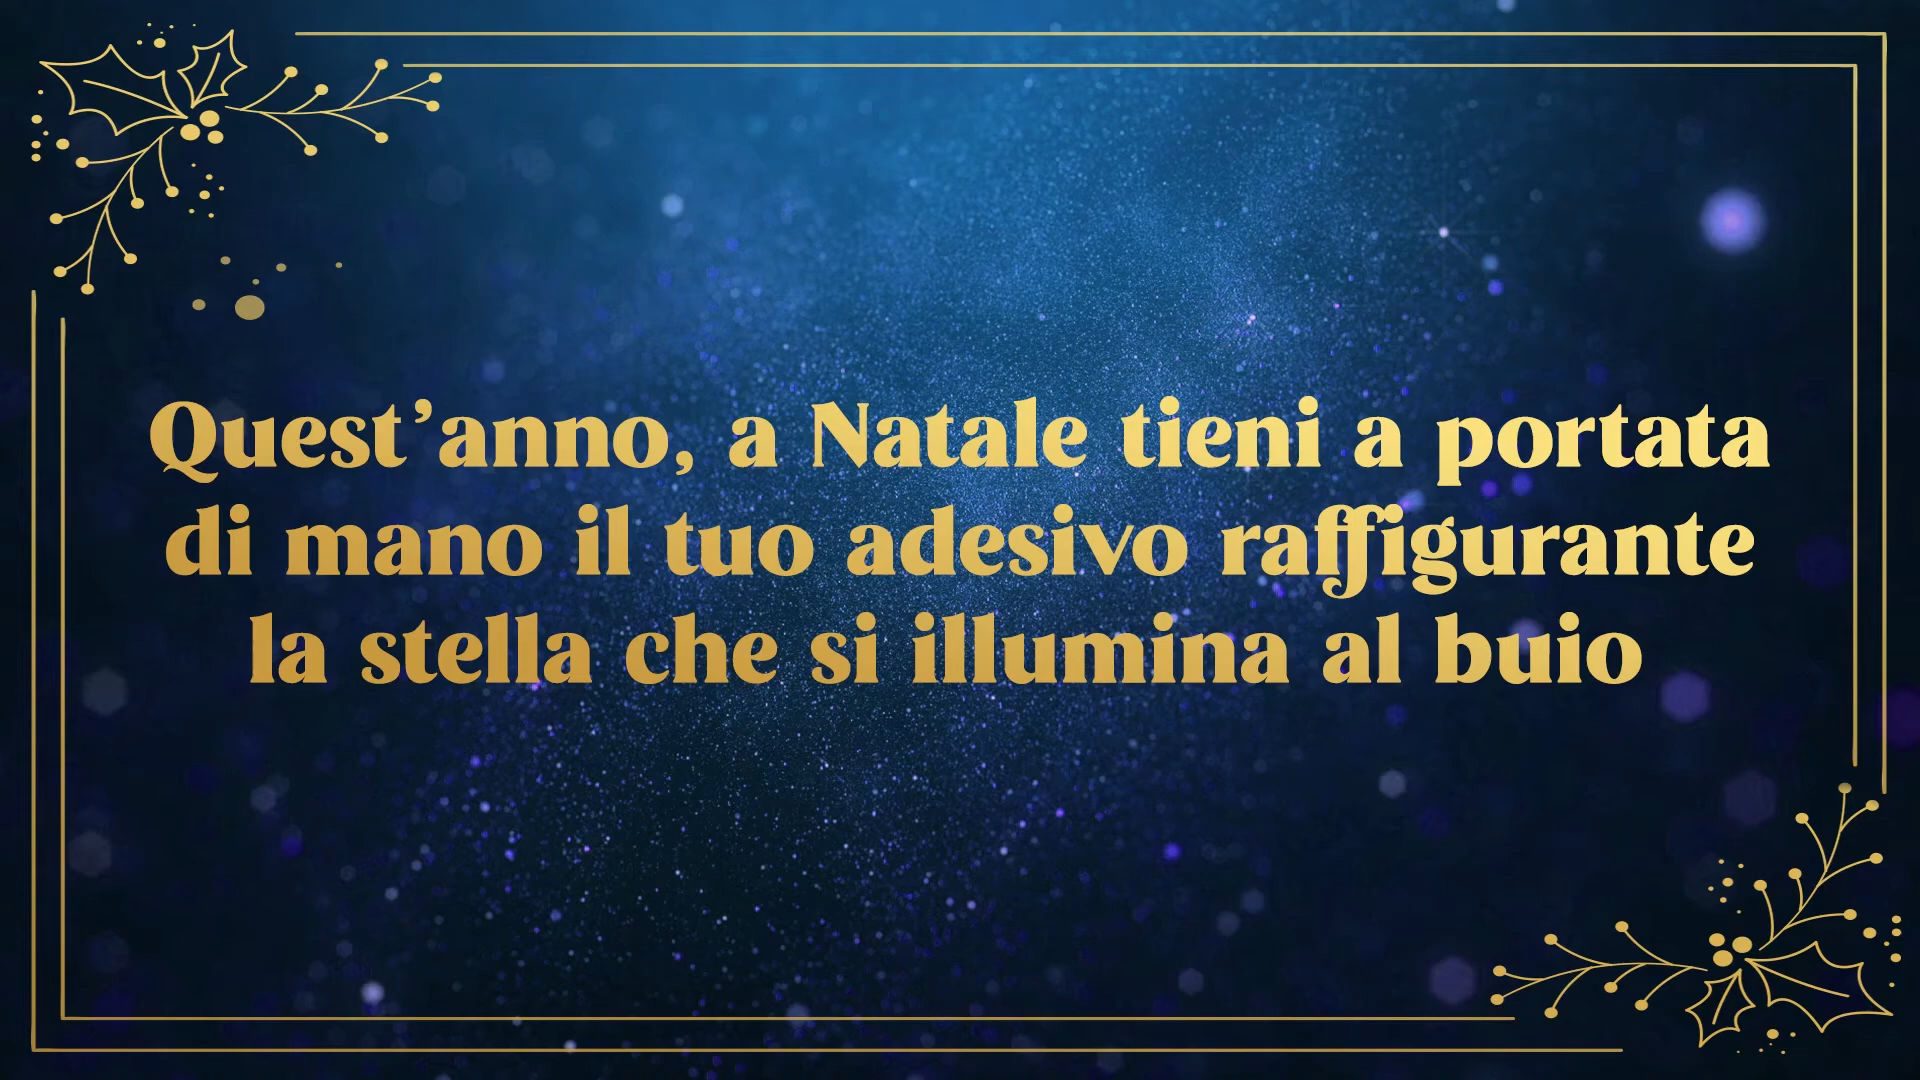 Quest’anno, a Natale tieni a portata
di mano il tuo adesivo raffigurante
la stella che si illumina al buio